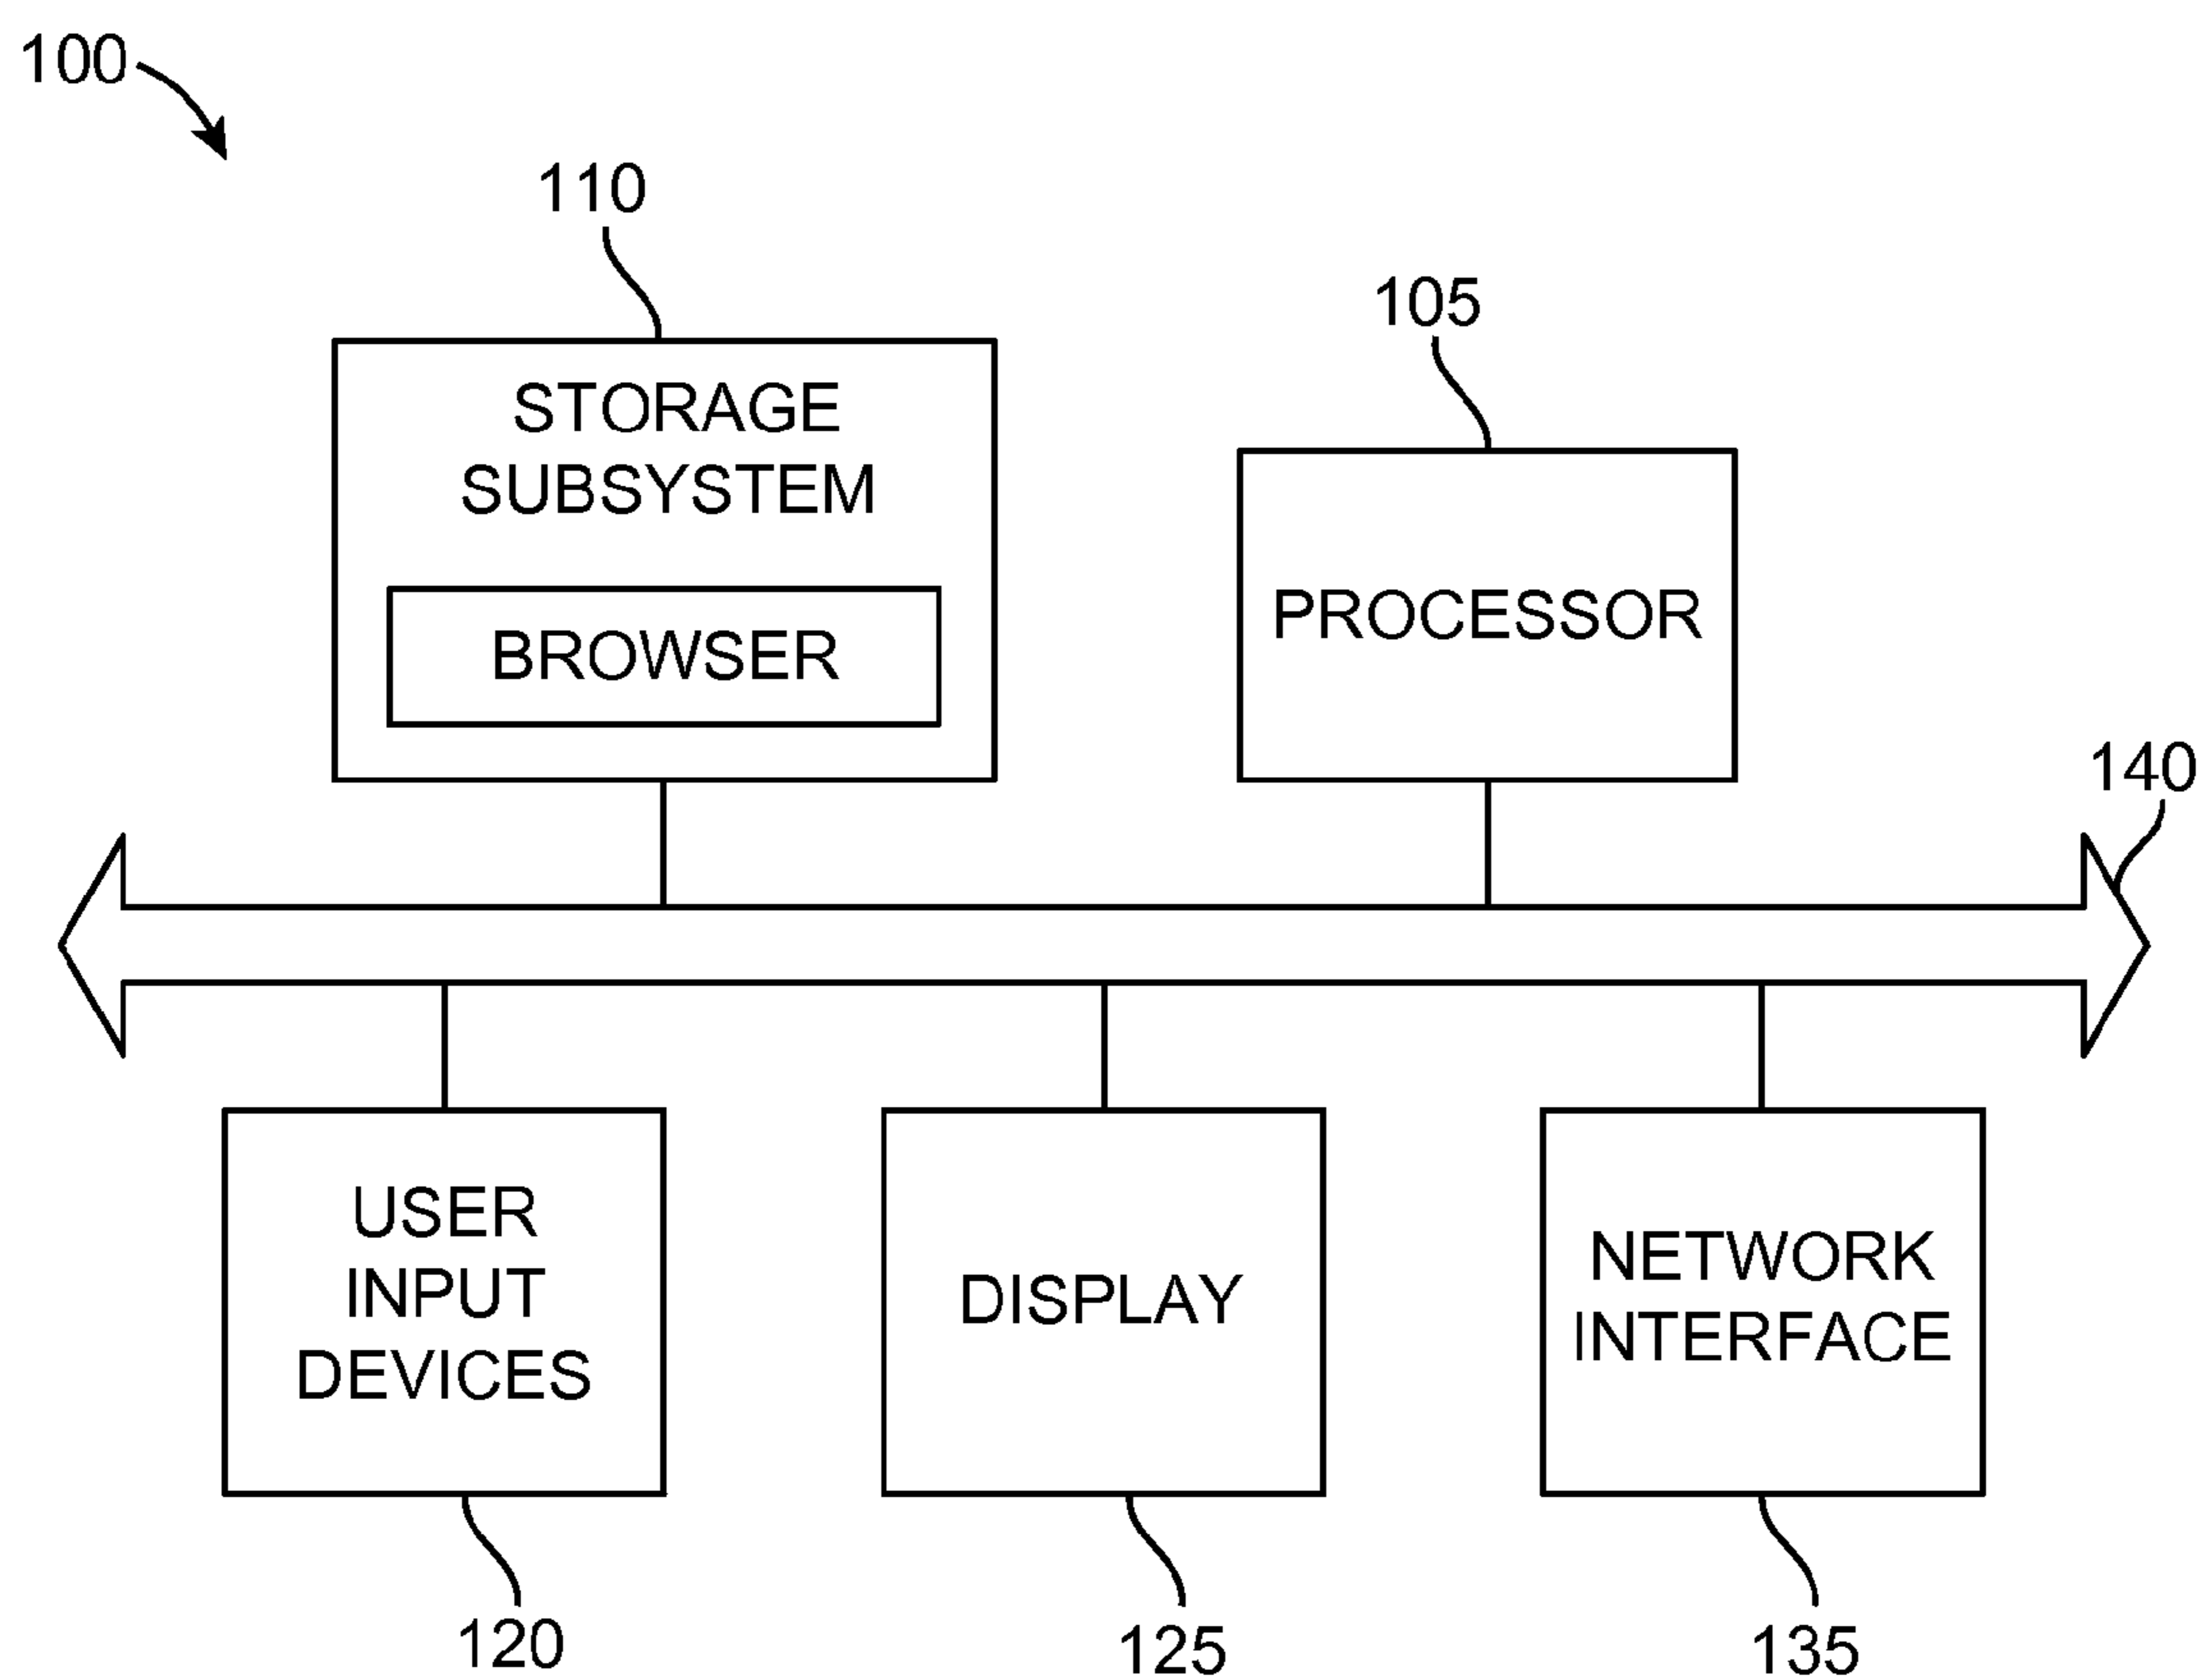 100
110
105
STORAGE
SUBSYSTEM
BROWSER
PROCESSOR
140
USER
INPUT
DEVICES
DISPLAY
NETWORK
INTERFACE
120
125
135